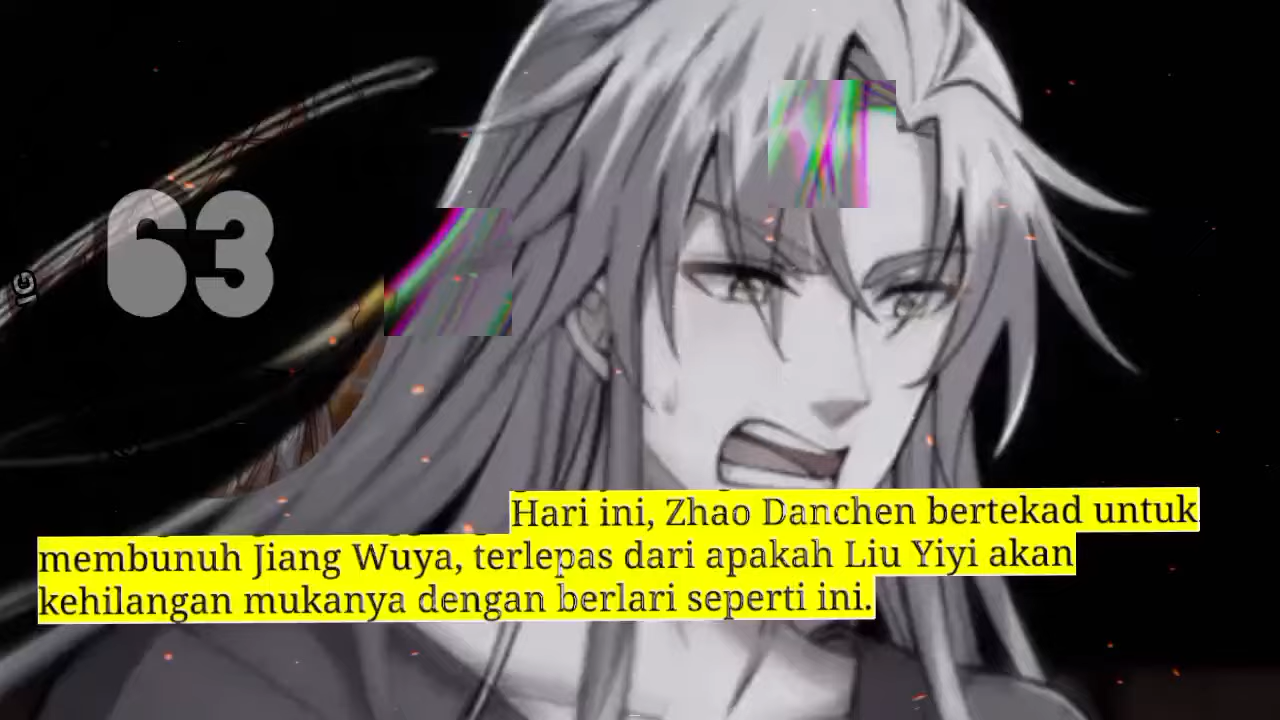 63
Hari ini, Zhao Danchen bertekad untuk
membunuh Jiang Wuya, terlepas dari apakah Liu Yiyi akan
kehilangan mukanya dengan berlari seperti ini.